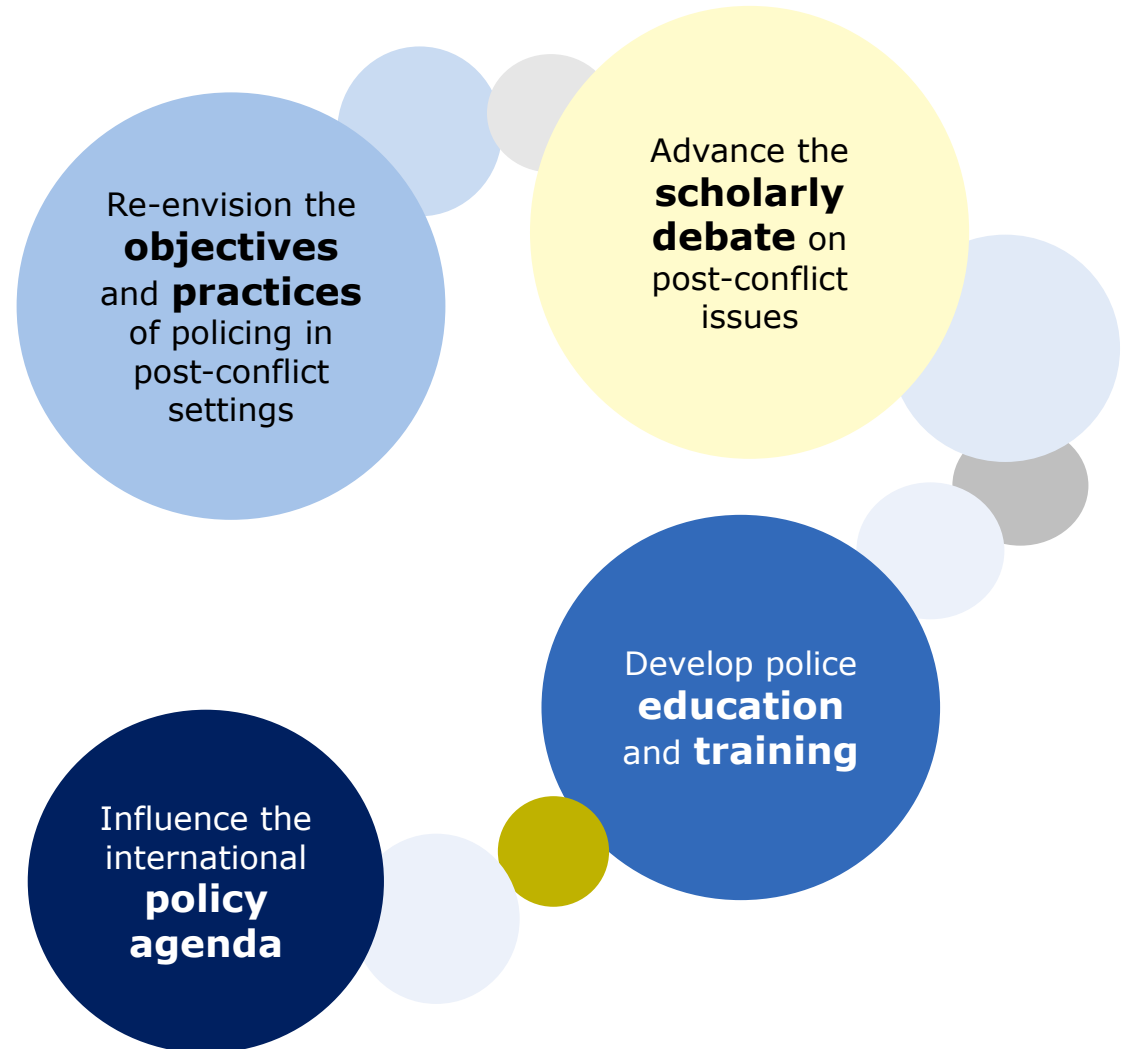 Re-envision the
objectives
and practices
of policing in
post-conflict
settings
Advance the
scholarly
debate on
post-conflict
issues
Develop police
education
and training
Influence the
international
policy
agenda